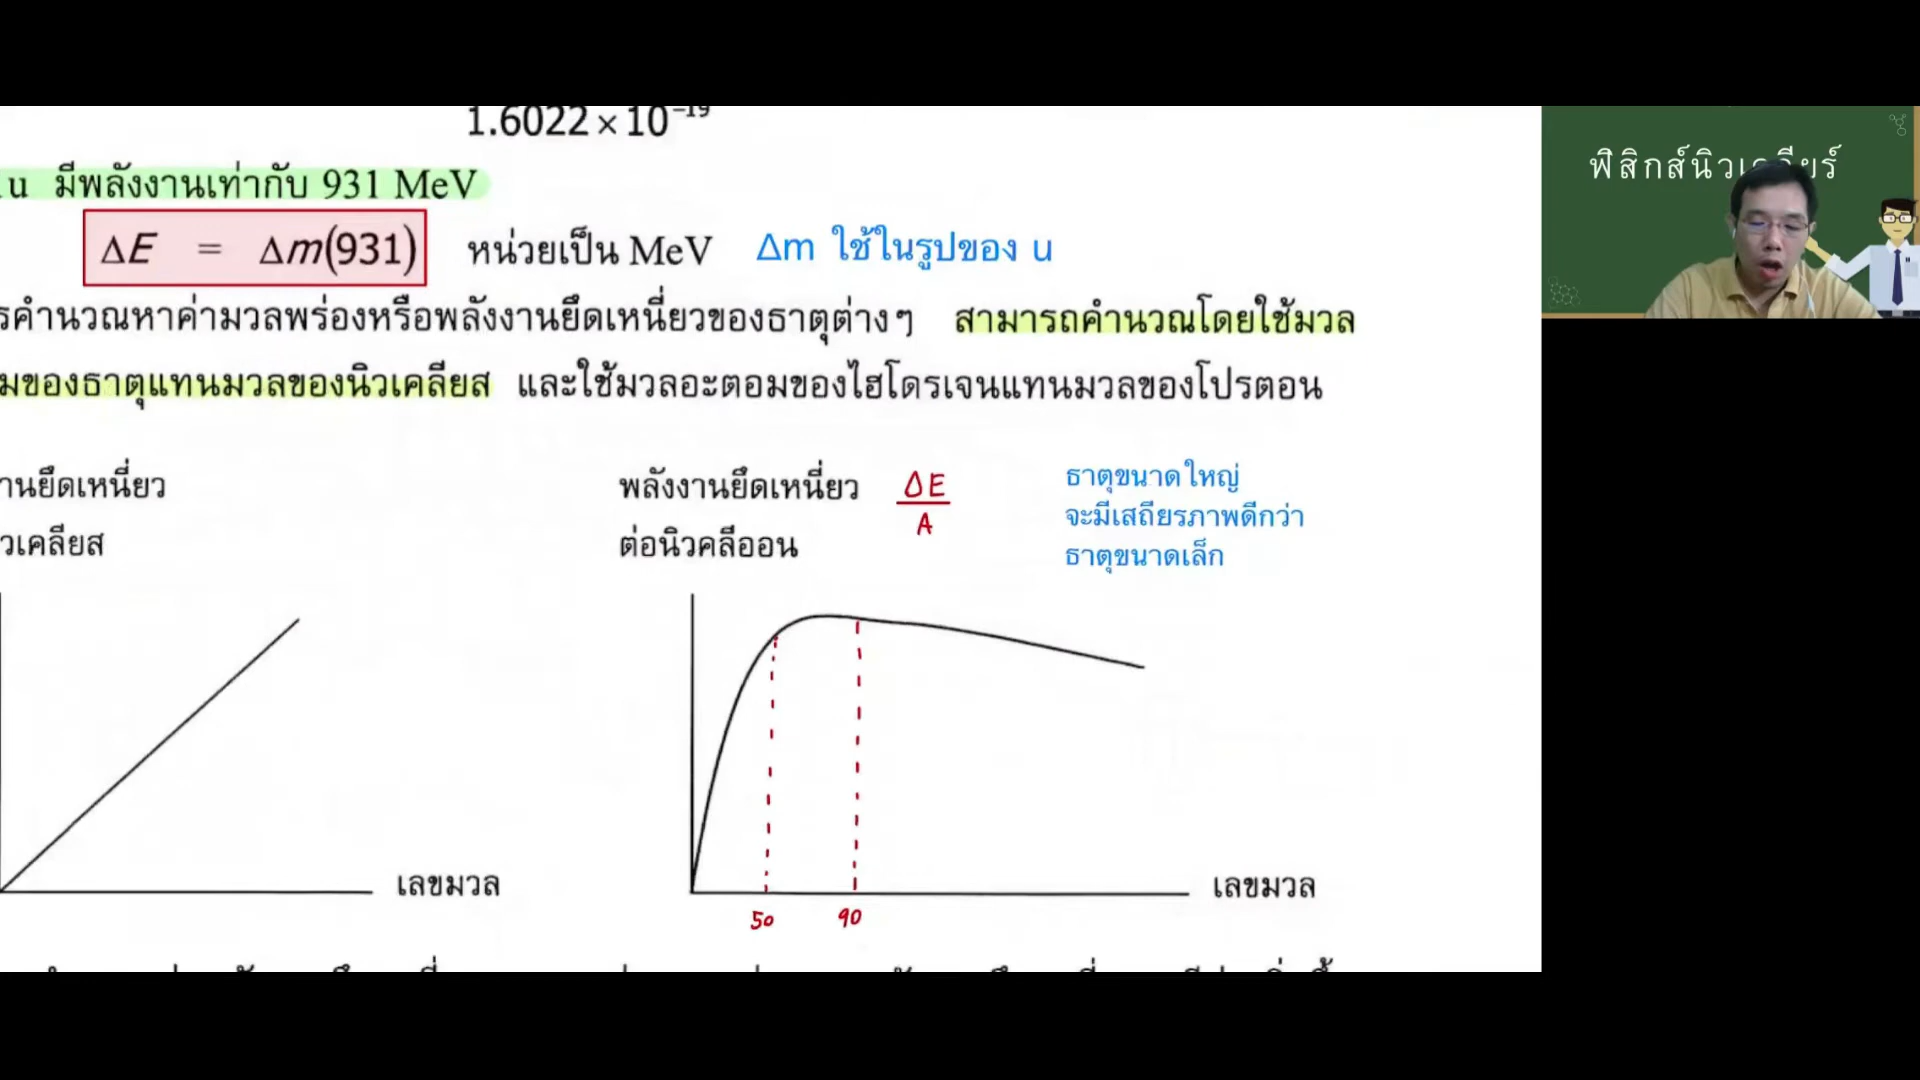 1.6022 × 10⁻¹⁹
u มีพลังงานเท่ากับ 931 MeV
ΔE = Δm(931) หน่วยเป็น MeV Δm ใช้ในรูปของ u
รคำนวณหาค่ามวลพร่องหรือพลังงานยึดเหนี่ยวของธาตุต่างๆ สามารถคำนวณโดยใช้มวล
มของธาตุแทนมวลของนิวเคลียส และใช้มวลอะตอมของไฮโดรเจนแทนมวลของโปรตอน
านยึดเหนี่ยว
วเคลียส
เลขมวล
พลังงานยึดเหนี่ยว
ต่อนิวคลีออน
ΔE
A
ธาตุขนาดใหญ่
จะมีเสถียรภาพดีกว่า
ธาตุขนาดเล็ก
เลขมวล
50 90
ฟิสิกส์นิวเคลียร์